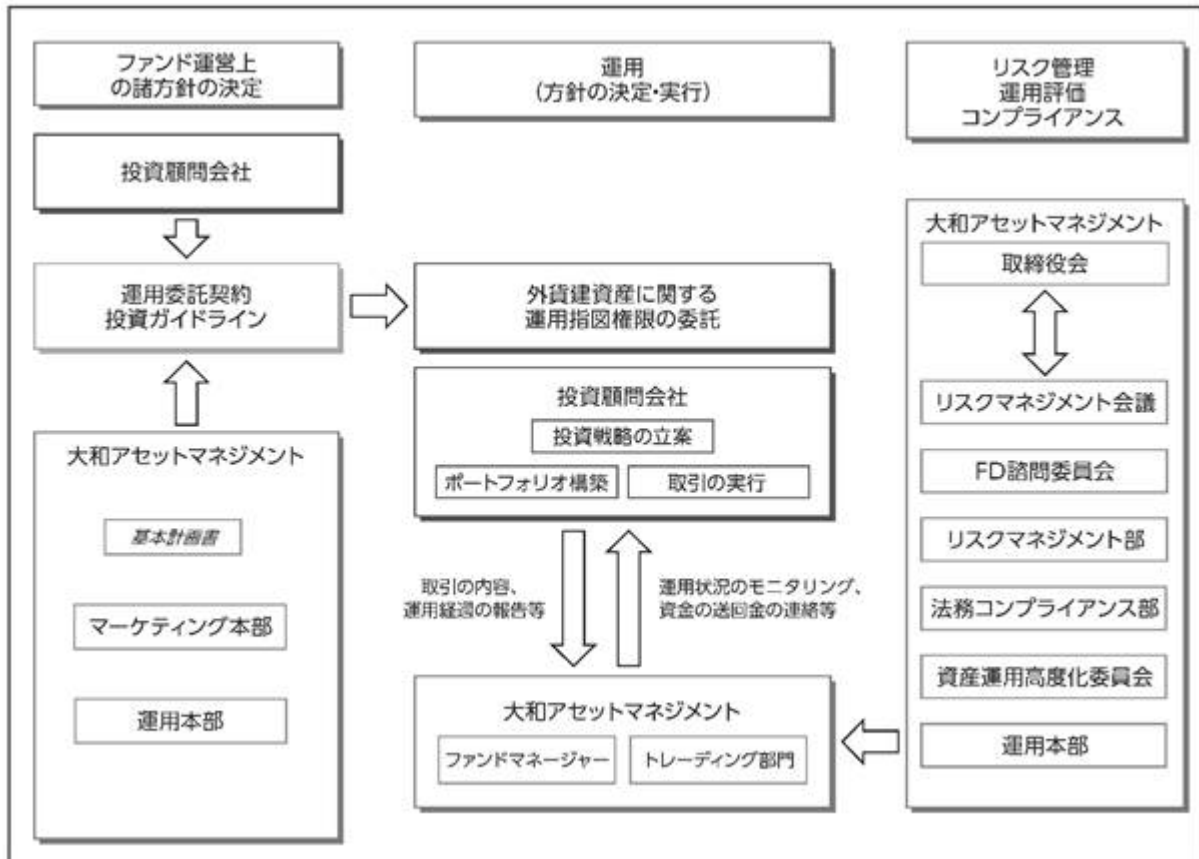 ファンド運営上
の諸方針の決定
投資顧問会社
運用委託契約
投資ガイドライン
大和アセットマネジメント
基本計画書
マーケティング本部
運用本部
運用
(方針の決定・実行)
外貨建資産に関する
運用指図権限の委託
投資顧問会社
投資戦略の立案
ポートフォリオ構築
取引の実行
取引の内容、
運用経過の報告等
運用状況のモニタリング、
資金の送回金の連絡等
大和アセットマネジメント
ファンドマネージャー
トレーディング部門
リスク管理
運用評価
コンプライアンス
大和アセットマネジメント
取締役会
リスクマネジメント会議
FD諮問委員会
リスクマネジメント部
法務コンプライアンス部
資産運用高度化委員会
運用本部